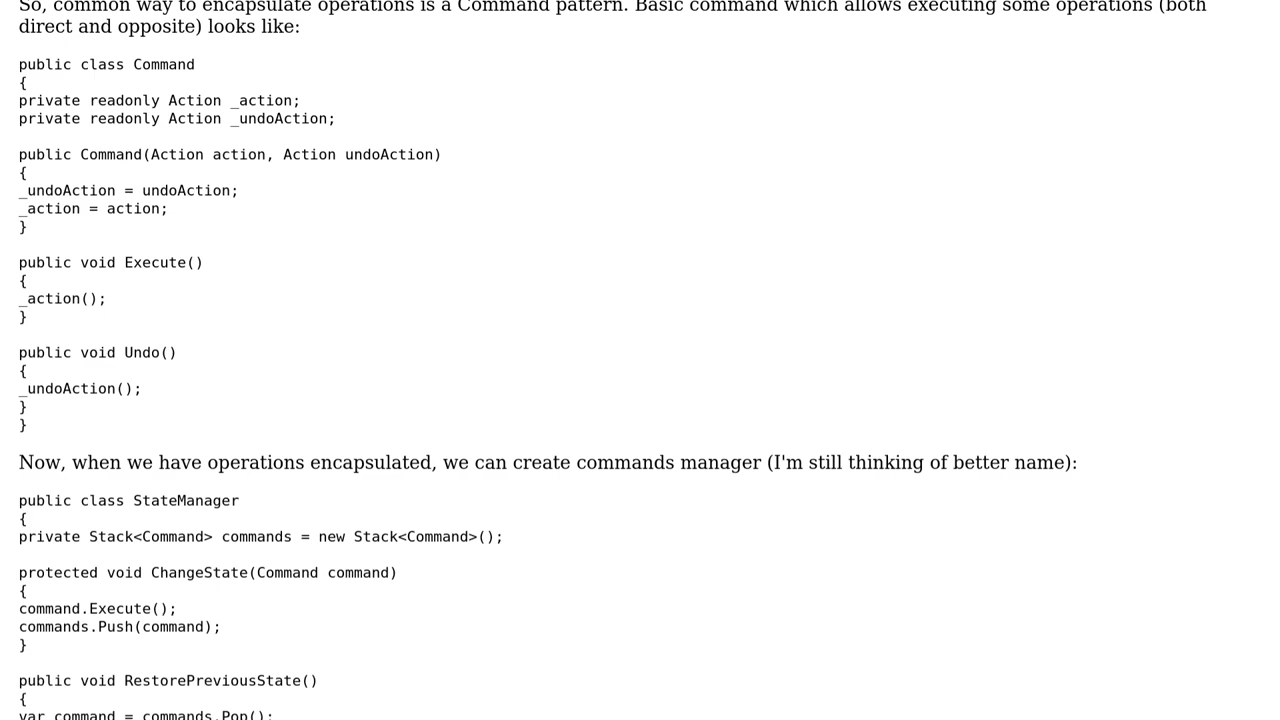 So, common way to encapsulate operations is a Command pattern. Basic command which allows executing some operations (both
direct and opposite) looks like:
public class Command
{
private readonly Action _action;
private readonly Action _undoAction;
public Command(Action action, Action undoAction)
{
_undoAction = undoAction;
_action = action;
}
public void Execute()
{
_action();
}
public void Undo()
{
_undoAction();
}
}
Now, when we have operations encapsulated, we can create commands manager (I'm still thinking of better name):
public class StateManager
{
private Stack<Command> commands = new Stack<Command>();
protected void ChangeState(Command command)
{
command.Execute();
commands.Push(command);
}
public void RestorePreviousState()
{
var command = commands.Pop();